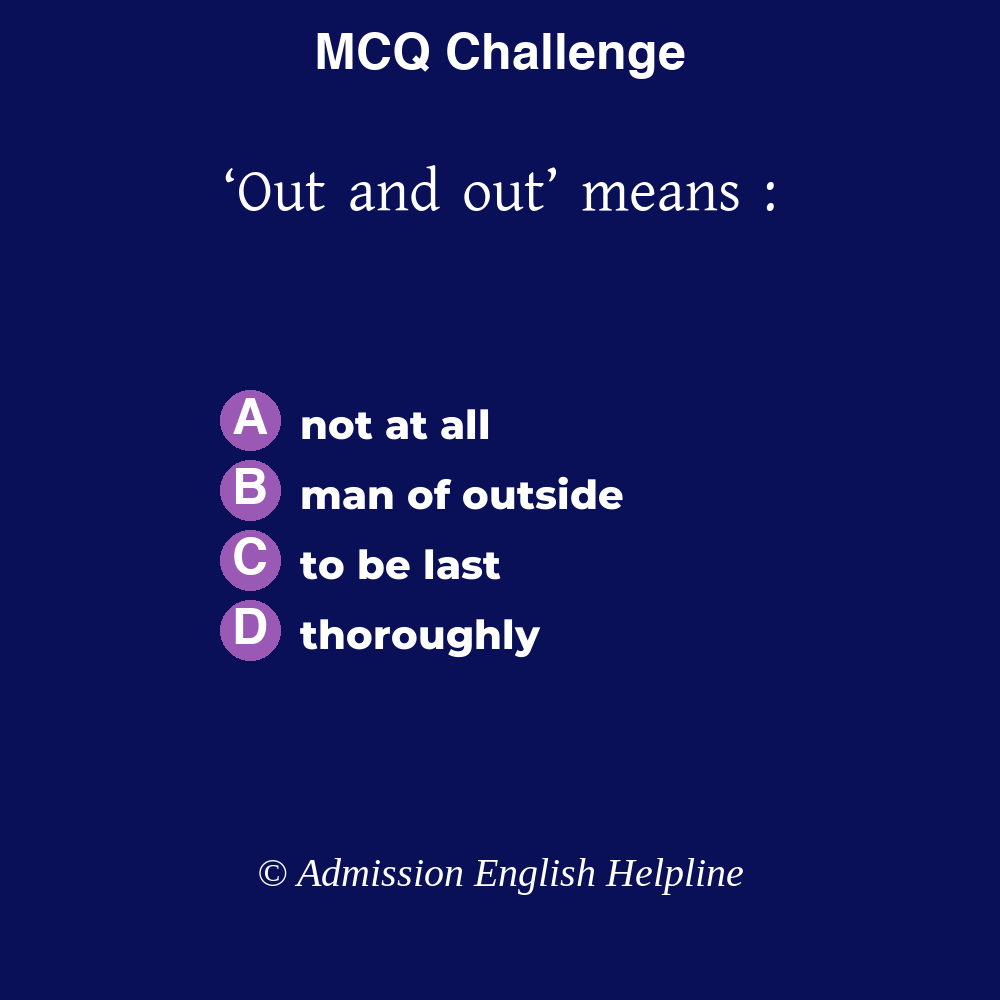 MCQ Challenge
‘Out and out’ means :
A not at all
B man of outside
C to be last
D thoroughly
© Admission English Helpline